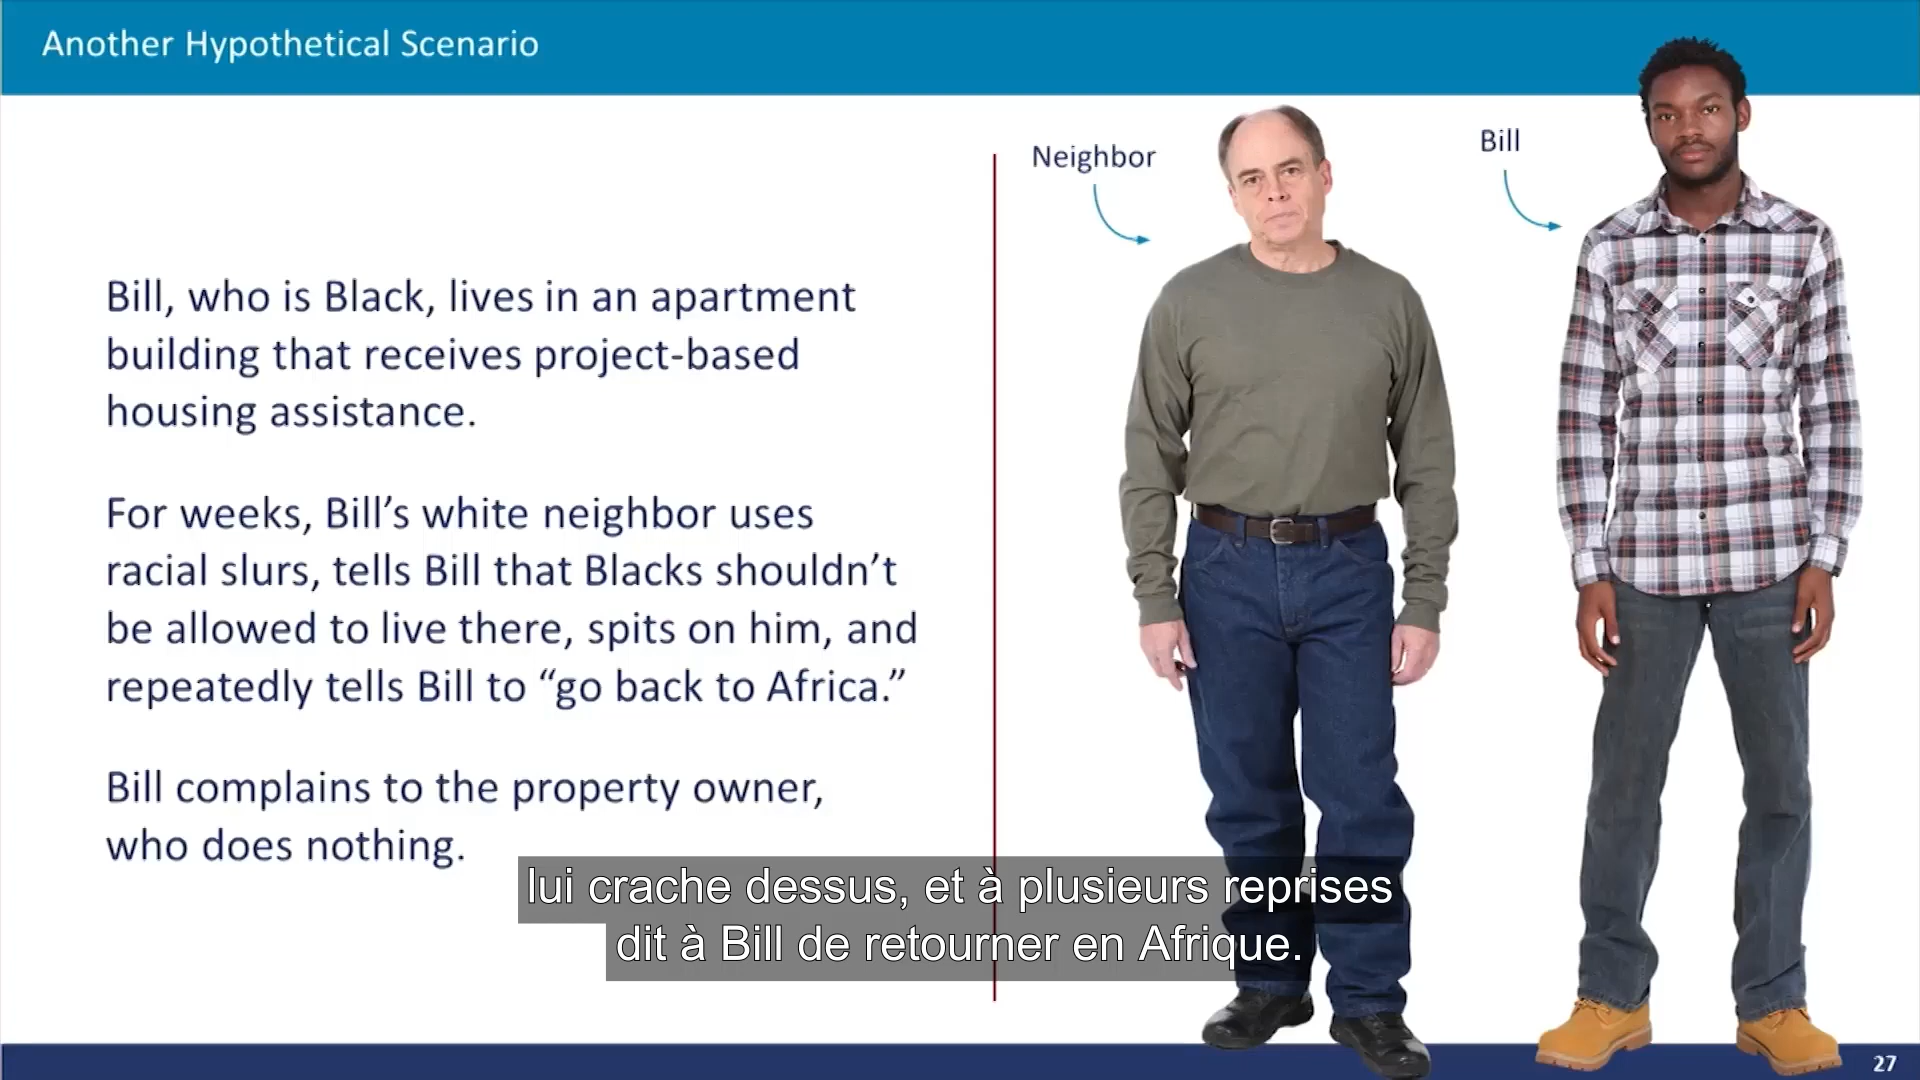 Another Hypothetical Scenario
Neighbor
Bill
Bill, who is Black, lives in an apartment
building that receives project-based
housing assistance.
For weeks, Bill’s white neighbor uses
racial slurs, tells Bill that Blacks shouldn’t
be allowed to live there, spits on him, and
repeatedly tells Bill to “go back to Africa.”
Bill complains to the property owner,
who does nothing.
lui crache dessus, et à plusieurs reprises
dit à Bill de retourner en Afrique.
27